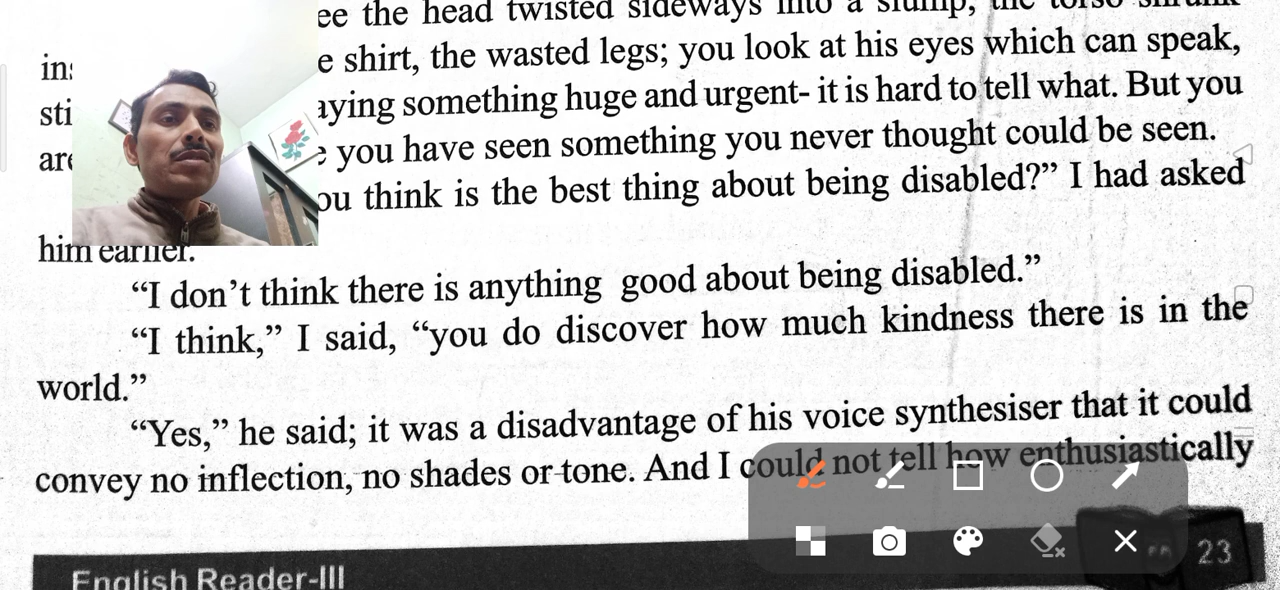 ee the head twisted sideways into a slump, the torso shrunk
e shirt, the wasted legs; you look at his eyes which can speak,
something huge and urgent- it is hard to tell what. But you
you have seen something you never thought could be seen.
think is the best thing about being disabled?” I had asked
him earlier.
“I don’t think there is anything good about being disabled.”
“I think,” I said, “you do discover how much kindness there is in the
world.”
“Yes,” he said; it was a disadvantage of his voice synthesiser that it could
convey no inflection, no shades or tone. And I could not tell how enthusiastically
English Reader-III
23